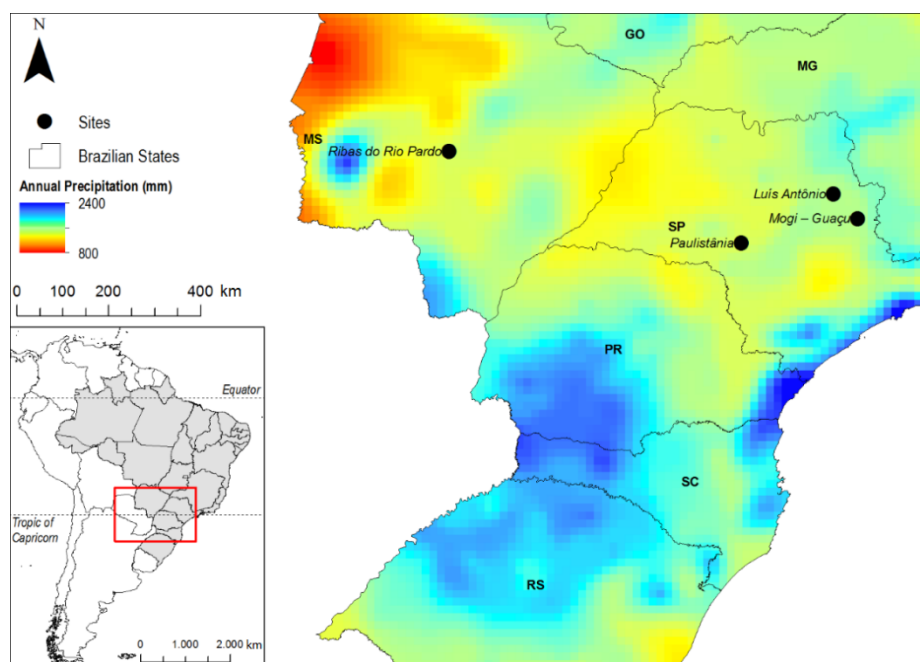 N
Sites
Brazilian States
Annual Precipitation (mm)
2400
800
0 100 200 400 km
Equator
Tropic of
Capricorn
0 1.000 2.000 km
GO
MG
MS
Ribas do Rio Pardo
Luís Antônio
Mogi – Guaçu
SP
Paulistânia
PR
SC
RS